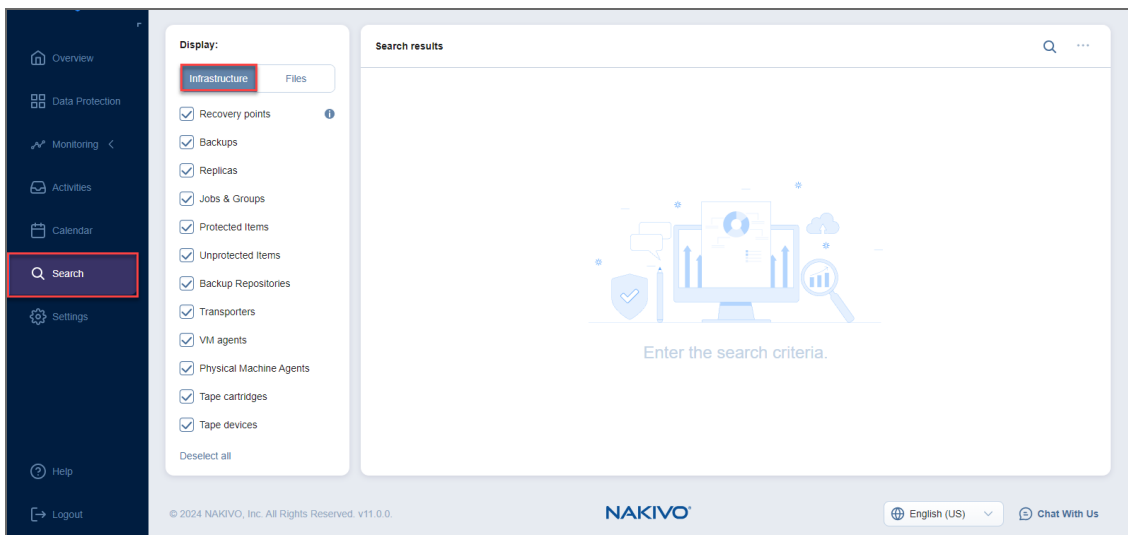 Overview
Data Protection
Monitoring
Activities
Calendar
Search
Settings
Help
Logout
Display:
Infrastructure
Files
Recovery points
Backups
Replicas
Jobs & Groups
Protected Items
Unprotected Items
Backup Repositories
Transporters
VM agents
Physical Machine Agents
Tape cartridges
Tape devices
Deselect all
Search results
Enter the search criteria.
© 2024 NAKIVO, Inc. All Rights Reserved. v11.0.0.
NAKIVO
English (US)
Chat With Us